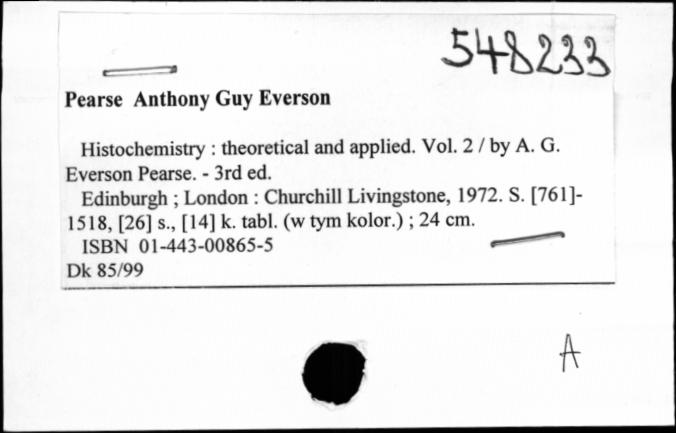 548233
Pearse Anthony Guy Everson
Histochemistry : theoretical and applied. Vol. 2 / by A. G.
Everson Pearse. - 3rd ed.
Edinburgh ; London : Churchill Livingstone, 1972. S. [761]-
1518, [26] s., [14] k. tabl. (w tym kolor.) ; 24 cm.
ISBN 01-443-00865-5
Dk 85/99
A